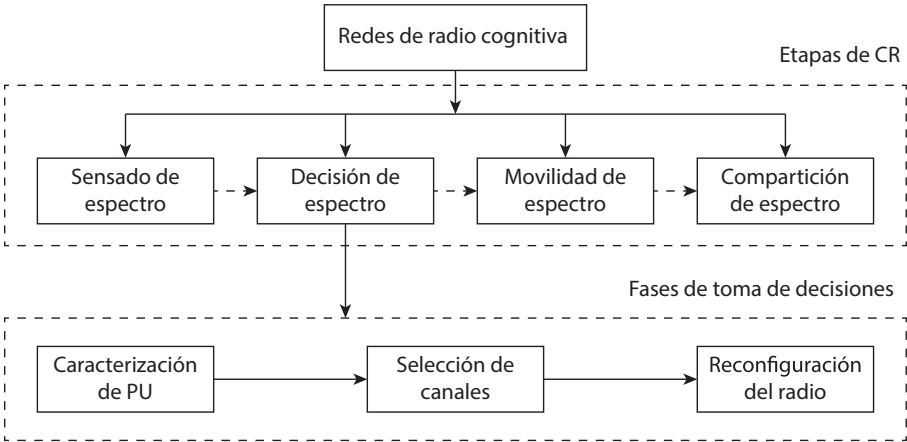 Redes de radio cognitiva
Etapas de CR
Sensado de
espectro
Decisión de
espectro
Movilidad de
espectro
Compartición
de espectro
Fases de toma de decisiones
Caracterización
de PU
Selección de
canales
Reconfiguración
del radio